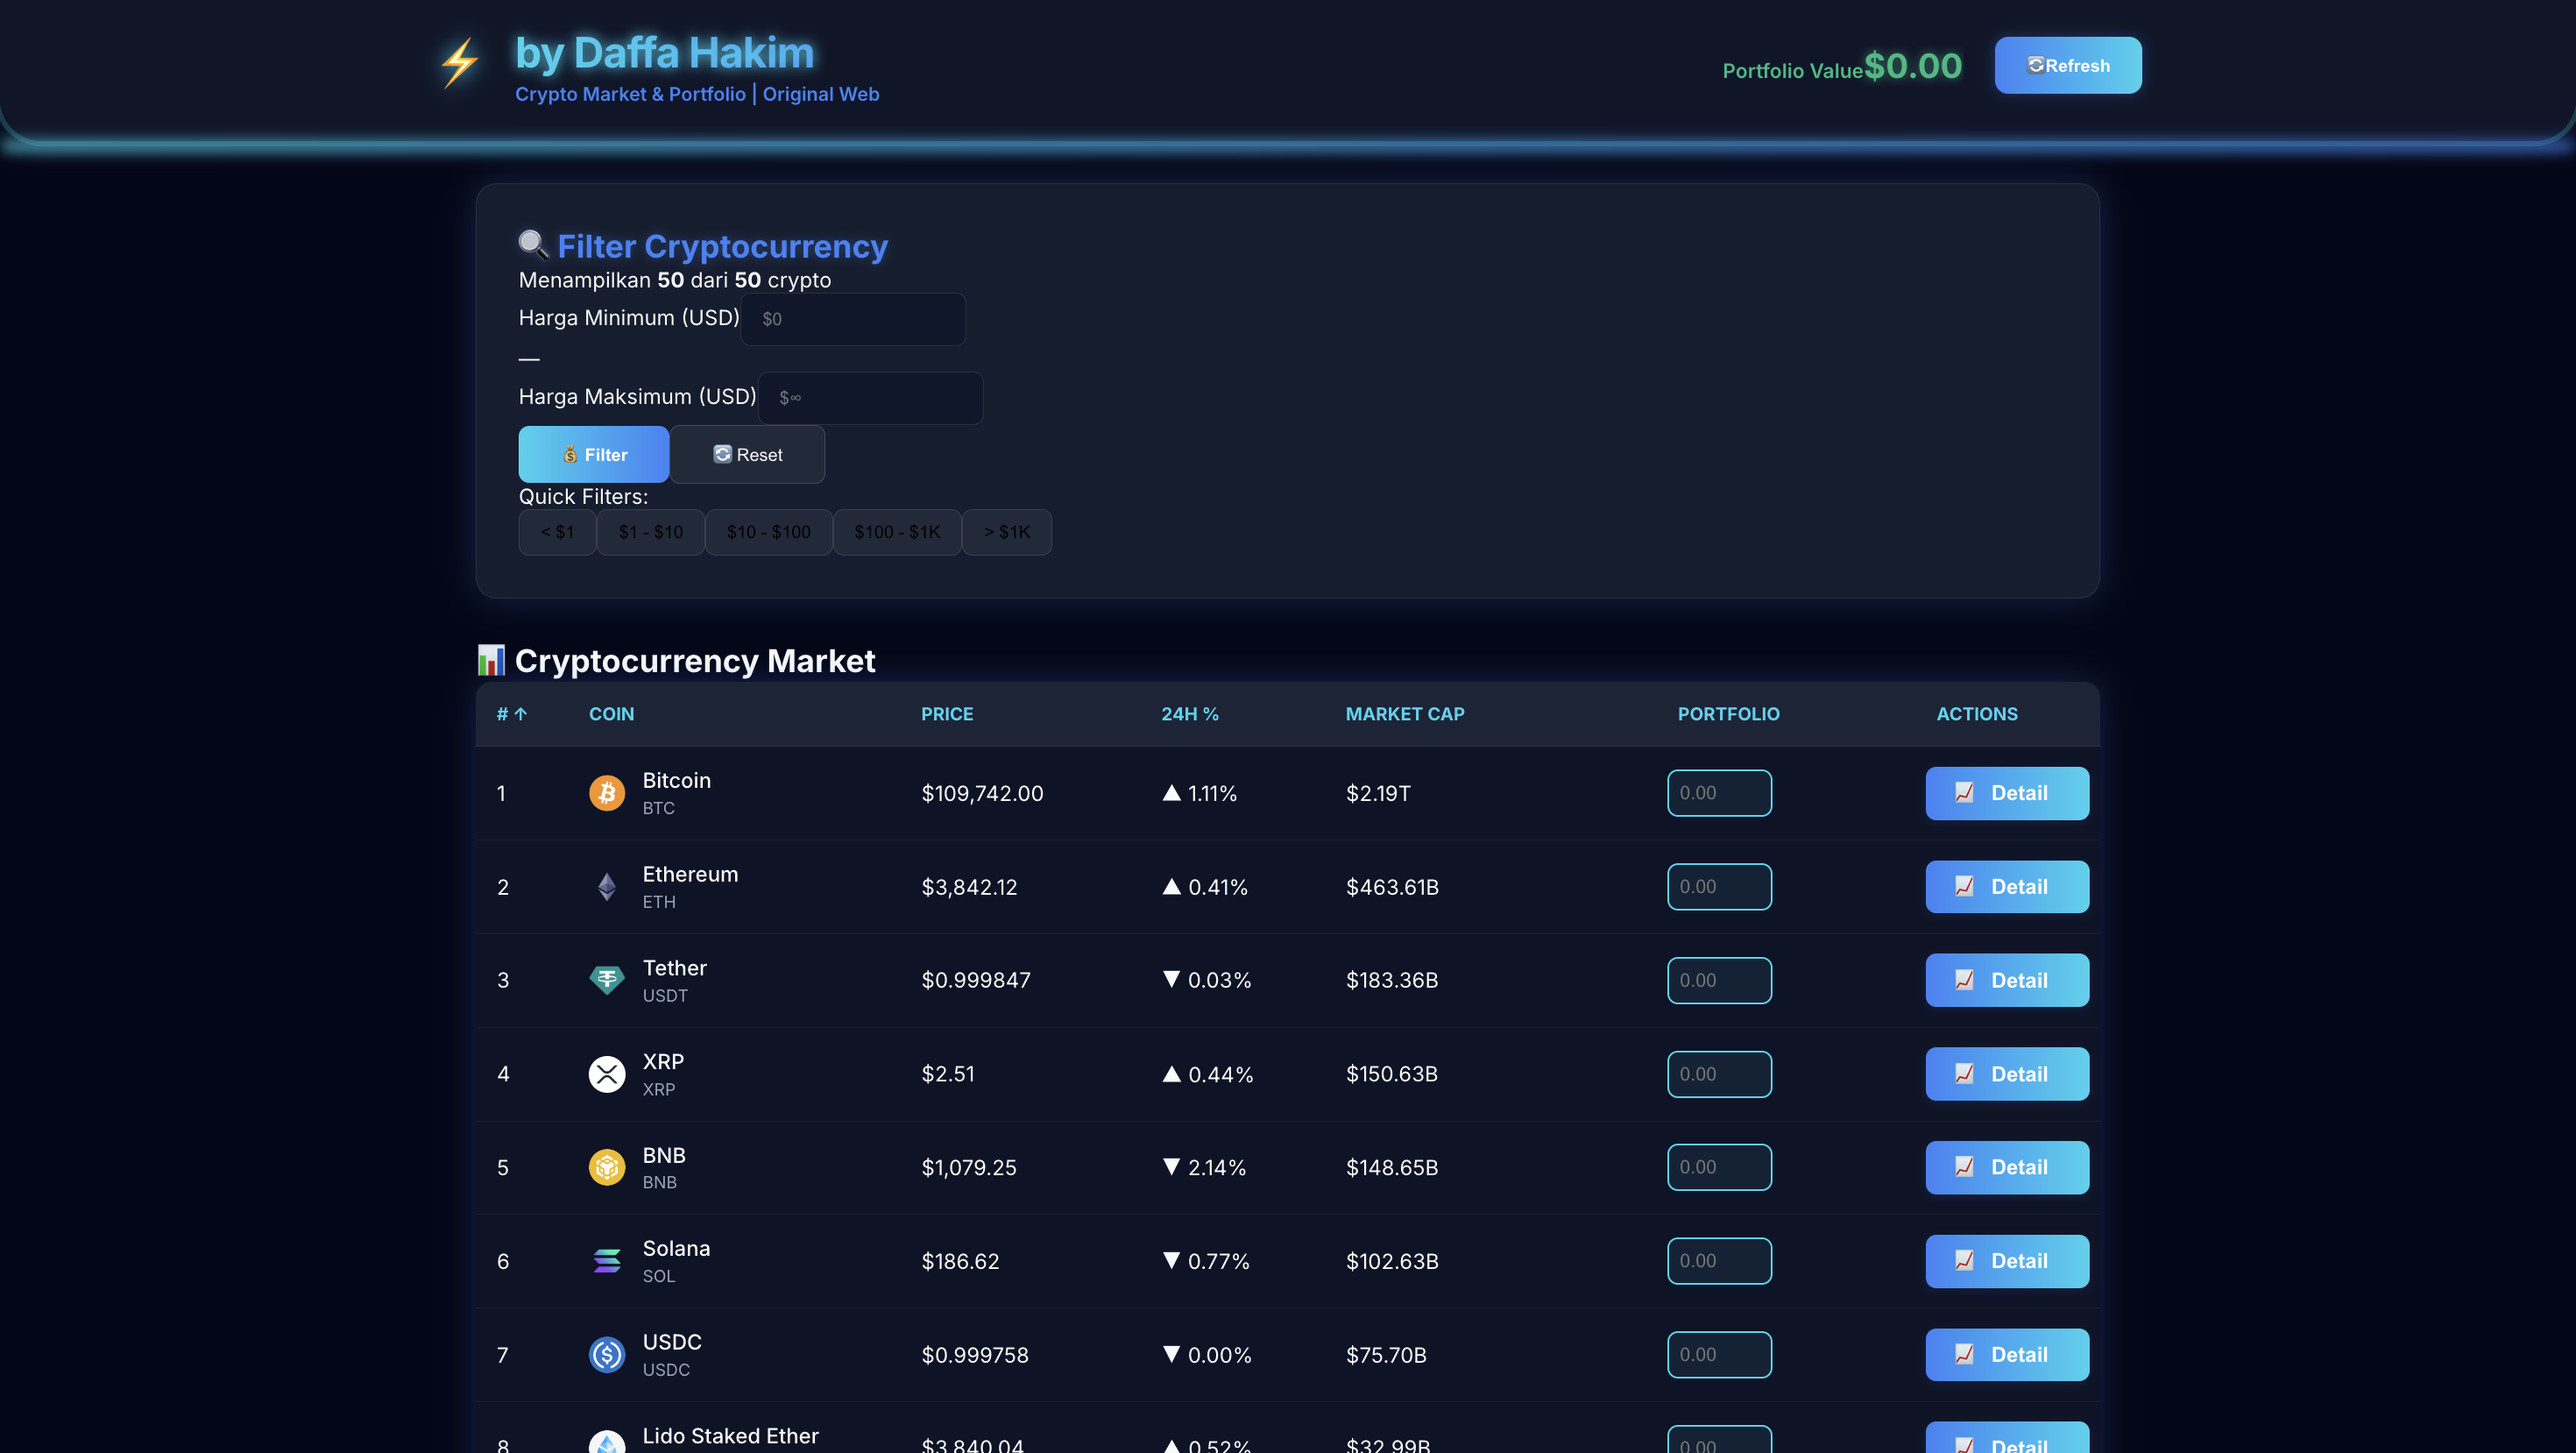 by Daffa Hakim
Crypto Market & Portfolio | Original Web
Portfolio Value$0.00
Refresh
Filter Cryptocurrency
Menampilkan 50 dari 50 crypto
Harga Minimum (USD) $0
—
Harga Maksimum (USD) $∞
Filter Reset
Quick Filters:
< $1 $1 - $10 $10 - $100 $100 - $1K > $1K
Cryptocurrency Market
# ↑ COIN PRICE 24H % MARKET CAP PORTFOLIO ACTIONS
1 Bitcoin $109,742.00 ▲ 1.11% $2.19T 0.00 Detail
BTC
2 Ethereum $3,842.12 ▲ 0.41% $463.61B 0.00 Detail
ETH
3 Tether $0.999847 ▼ 0.03% $183.36B 0.00 Detail
USDT
4 XRP $2.51 ▲ 0.44% $150.63B 0.00 Detail
XRP
5 BNB $1,079.25 ▼ 2.14% $148.65B 0.00 Detail
BNB
6 Solana $186.62 ▼ 0.77% $102.63B 0.00 Detail
SOL
7 USDC $0.999758 ▼ 0.00% $75.70B 0.00 Detail
USDC
8 Lido Staked Ether $3,840.04 ▲ 0.52% $32.99B 0.00 Detail